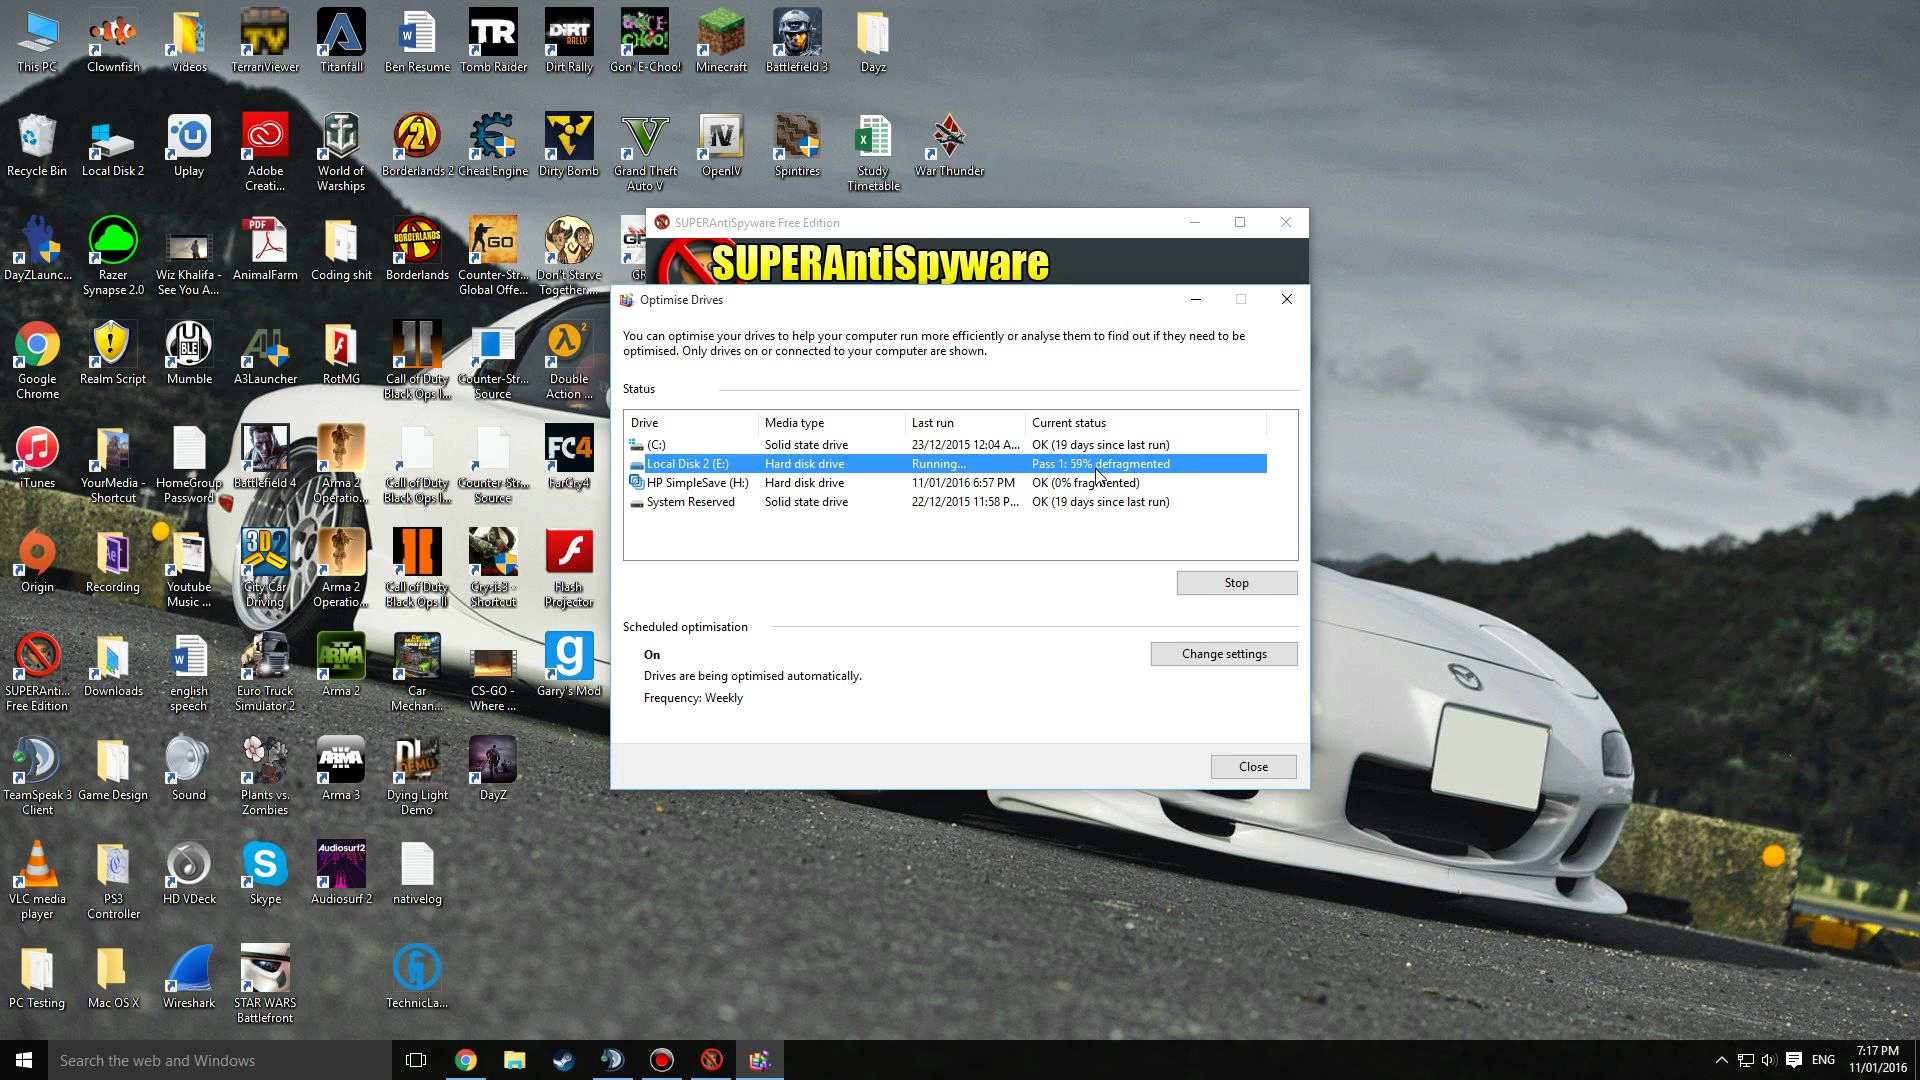 This PC
Clownfish
Videos
TerrariViewer
Titanfall
Ben Resume
Tomb Raider
Dirt Rally
Gon' E-Choo!
Minecraft
Battlefield 3
Dayz
Recycle Bin
Local Disk 2
Uplay
Adobe
Creati...
World of
Warships
Borderlands 2
Cheat Engine
Dirty Bomb
Grand Theft
Auto V
OpenIV
Spintires
Study
Timetable
War Thunder
DayZLaunc...
Razer
Synapse 2.0
Wiz Khalifa -
See You A...
AnimalFarm
Coding shit
Borderlands
Counter-Str...
Global Offe...
Don't Starve
Together...
SUPERAntiSpyware Free Edition
SUPERAntiSpyware
Optimise Drives
You can optimise your drives to help your computer run more efficiently or analyse them to find out if they need to be
optimised. Only drives on or connected to your computer are shown.
Status
Drive Media type Last run Current status
(C:) Solid state drive 23/12/2015 12:04 A... OK (19 days since last run)
Local Disk 2 (E:) Hard disk drive Running... Pass 1: 59% defragmented
HP SimpleSave (H:) Hard disk drive 11/01/2016 6:57 PM OK (0% fragmented)
System Reserved Solid state drive 22/12/2015 11:58 P... OK (19 days since last run)
Stop
Scheduled optimisation
On
Change settings
Drives are being optimised automatically.
Frequency: Weekly
Close
Google
Chrome
Realm Script
Mumble
A3Launcher
RotMG
Call of Duty
Black Ops I...
Counter-Str...
Source
Double
Action ...
iTunes
YourMedia -
Shortcut
HomeGroup
Password
Battlefield 4
Arma 2
Operatio...
Call of Duty
Black Ops I...
Counter-Str...
Source
FarCry4
Origin
Recording
Youtube
Music ...
City Car
Driving
Arma 2
Operatio...
Call of Duty
Black Ops II
Crysis3 -
Shortcut
Flash
Projector
SUPERAnti...
Free Edition
Downloads
english
speech
Euro Truck
Simulator 2
Arma 2
Car
Mechan...
CS-GO -
Where ...
Garry's Mod
TeamSpeak 3
Client
Game Design
Sound
Plants vs.
Zombies
Arma 3
Dying Light
Demo
DayZ
VLC media
player
PS3
Controller
HD VDeck
Skype
Audiosurf 2
nativelog
PC Testing
Mac OS X
Wireshark
STAR WARS
Battlefront
TechnicLa...
Search the web and Windows
ENG
7:17 PM
11/01/2016